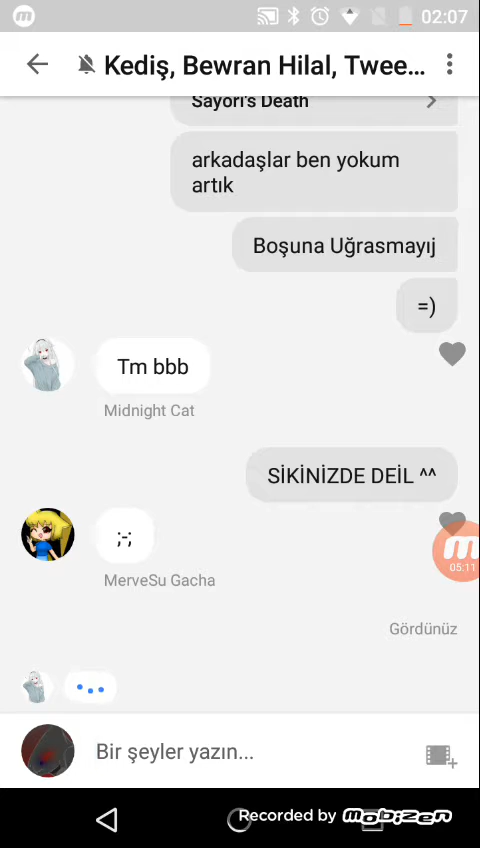 02:07
Kediş, Bewran Hilal, Twee...
Sayori's Death
arkadaşlar ben yokum
artık
Boşuna Uğrasmayıj
=)
Tm bbb
Midnight Cat
SİKİNİZDE DEİL ^^
;-;
MerveSu Gacha
05:11
Gördünüz
Bir şeyler yazın...
Recorded by Mobizen